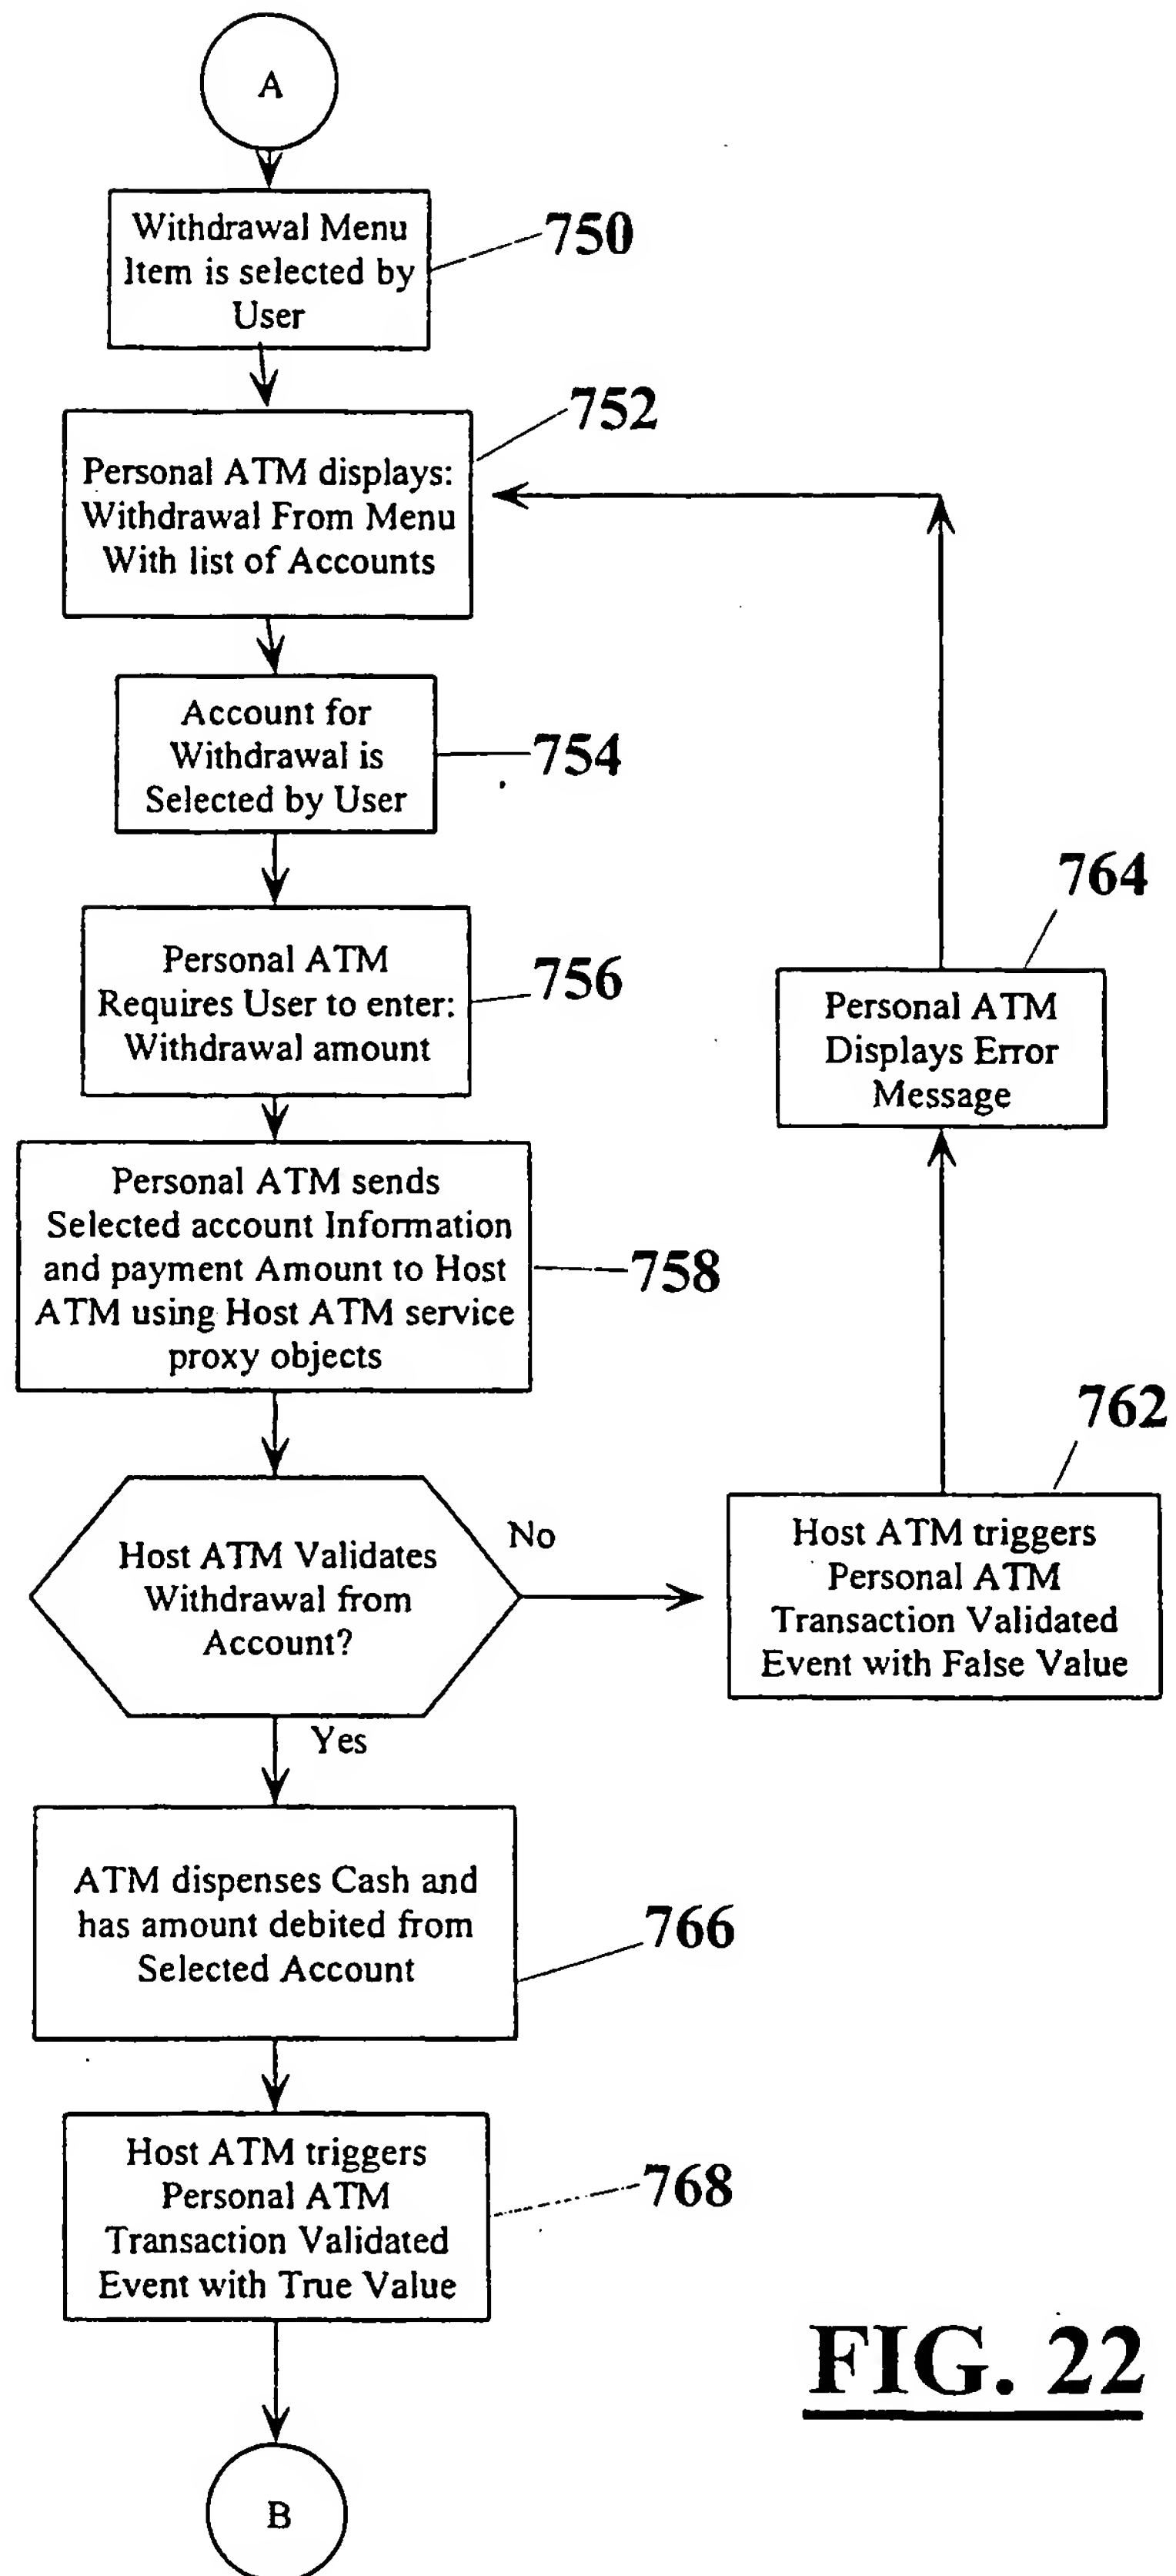 A
Withdrawal Menu
Item is selected by
User
750
752
Personal ATM displays:
Withdrawal From Menu
With list of Accounts
Account for
Withdrawal is
Selected by User
754
Personal ATM
Requires User to enter:
Withdrawal amount
756
764
Personal ATM
Displays Error
Message
Personal ATM sends
Selected account Information
and payment Amount to Host
ATM using Host ATM service
proxy objects
758
762
Host ATM Validates
Withdrawal from
Account?
No
Host ATM triggers
Personal ATM
Transaction Validated
Event with False Value
Yes
ATM dispenses Cash and
has amount debited from
Selected Account
766
Host ATM triggers
Personal ATM
Transaction Validated
Event with True Value
768
FIG. 22
B